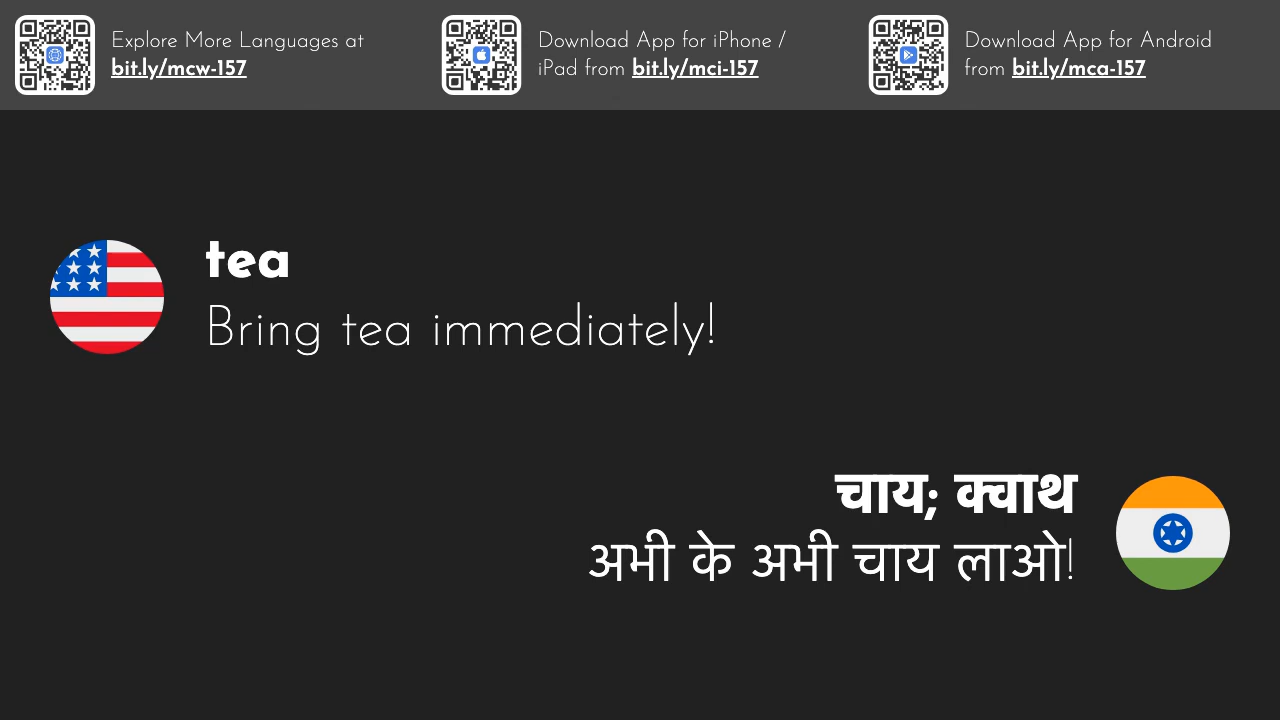 Explore More Languages at
bit.ly/mcw-157
Download App for iPhone /
iPad from bit.ly/mci-157
Download App for Android
from bit.ly/mca-157
tea
Bring tea immediately!
चाय; क्वाथ
अभी के अभी चाय लाओ!